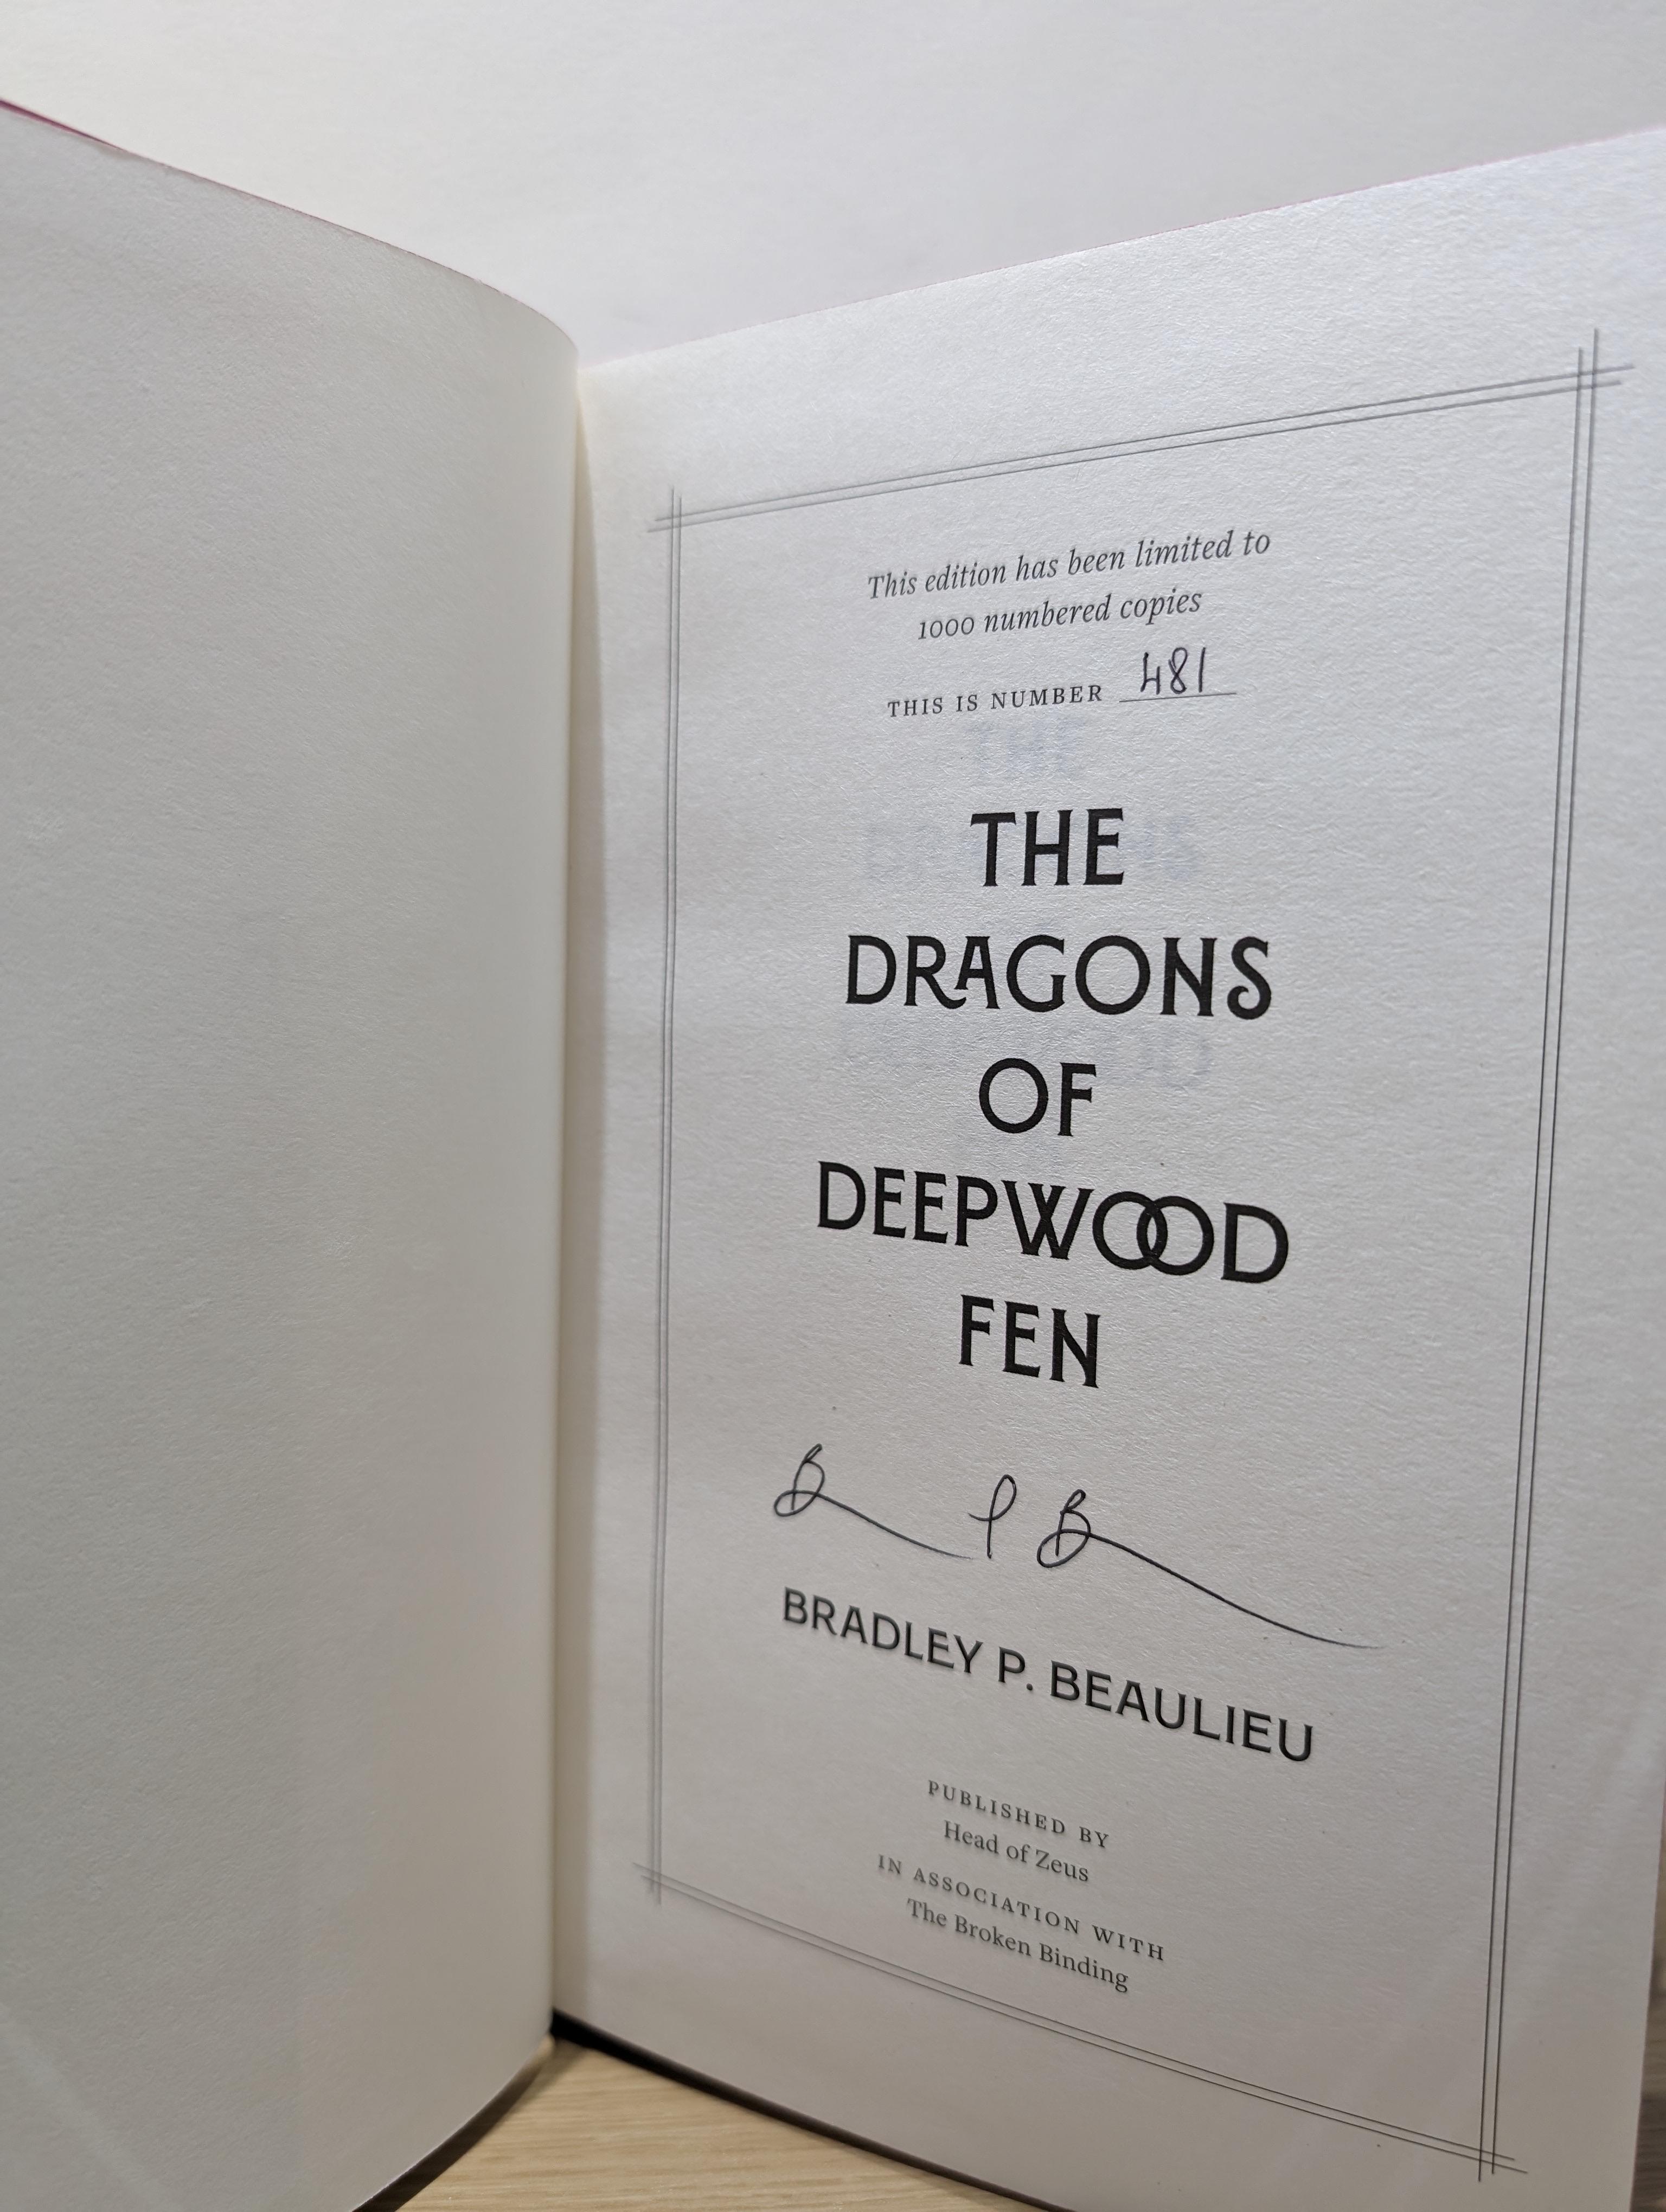 This edition has been limited to
1000 numbered copies
THIS IS NUMBER 481
THE
DRAGONS
OF
DEEPWOOD
FEN
B P B
BRADLEY P. BEAULIEU
PUBLISHED BY
Head of Zeus
IN ASSOCIATION WITH
The Broken Binding